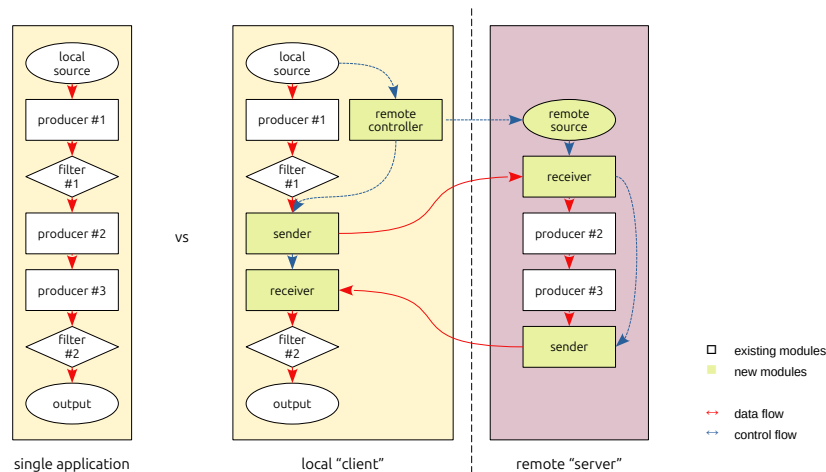 local
source
producer #1
filter
#1
producer #2
producer #3
filter
#2
output
single application
vs
local
source
producer #1
remote
controller
filter
#1
sender
receiver
filter
#2
output
local “client”
remote
source
receiver
producer #2
producer #3
sender
remote “server”
existing modules
new modules
data flow
control flow